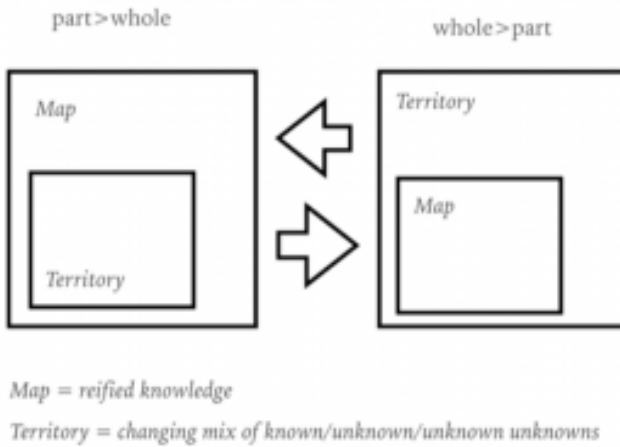 part>whole
whole>part
Map
Territory
Territory
Map
Map = reified knowledge
Territory = changing mix of known/unknown/unknown unknowns